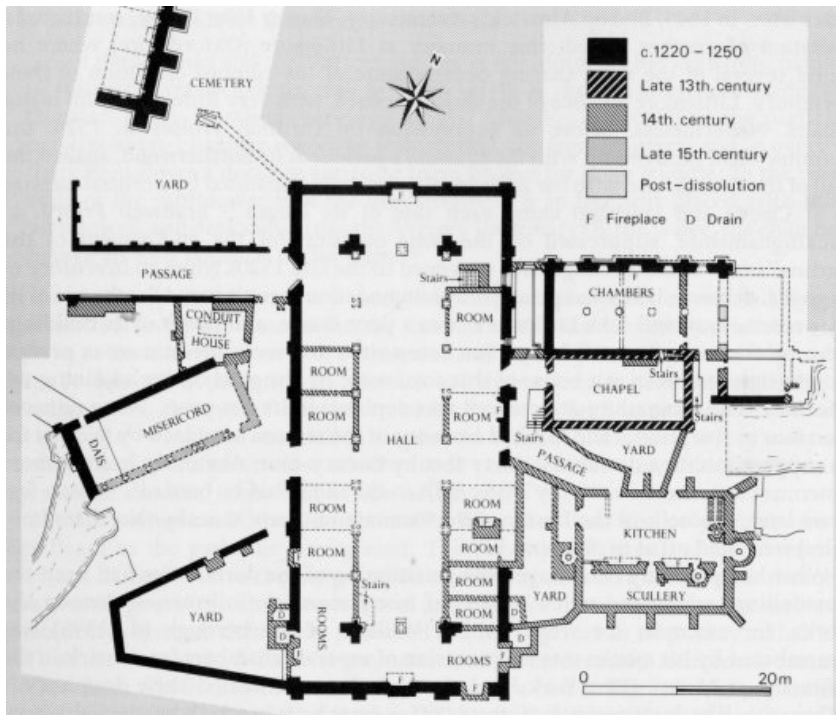 CEMETERY
N
c.1220–1250
Late 13th. century
14th. century
Late 15th. century
Post–dissolution
F Fireplace D Drain
YARD
F
PASSAGE
Stairs
F
CHAMBERS
CONDUIT
HOUSE
ROOM
ROOM
CHAPEL
Stairs
MISERICORD
DAIS
ROOM
ROOM
F
Stairs
Stairs
HALL
PASSAGE
YARD
ROOM
ROOM
F
KITCHEN
ROOM
ROOM
ROOM
F
F
YARD
SCULLERY
YARD
D
D
ROOM
Stairs
D
D
ROOMS
ROOMS
F
F
F
0 20m